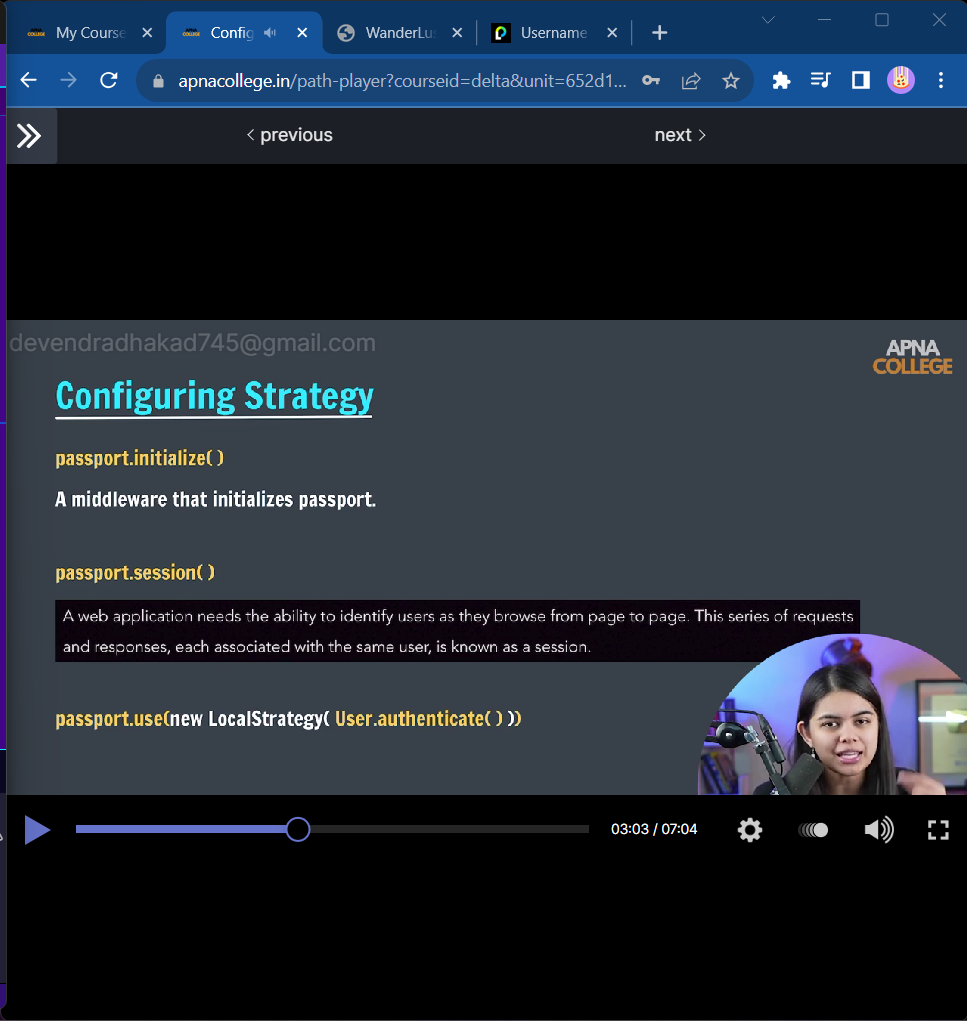 My Course
Config
WanderLu
Username
apnacollege.in/path-player?courseid=delta&unit=652d1...
previous
next
devendradhakad745@gmail.com
APNA
COLLEGE
Configuring Strategy
passport.initialize( )
A middleware that initializes passport.
passport.session( )
A web application needs the ability to identify users as they browse from page to page. This series of requests
and responses, each associated with the same user, is known as a session.
passport.use(new LocalStrategy( User.authenticate( ) ))
03:03 / 07:04